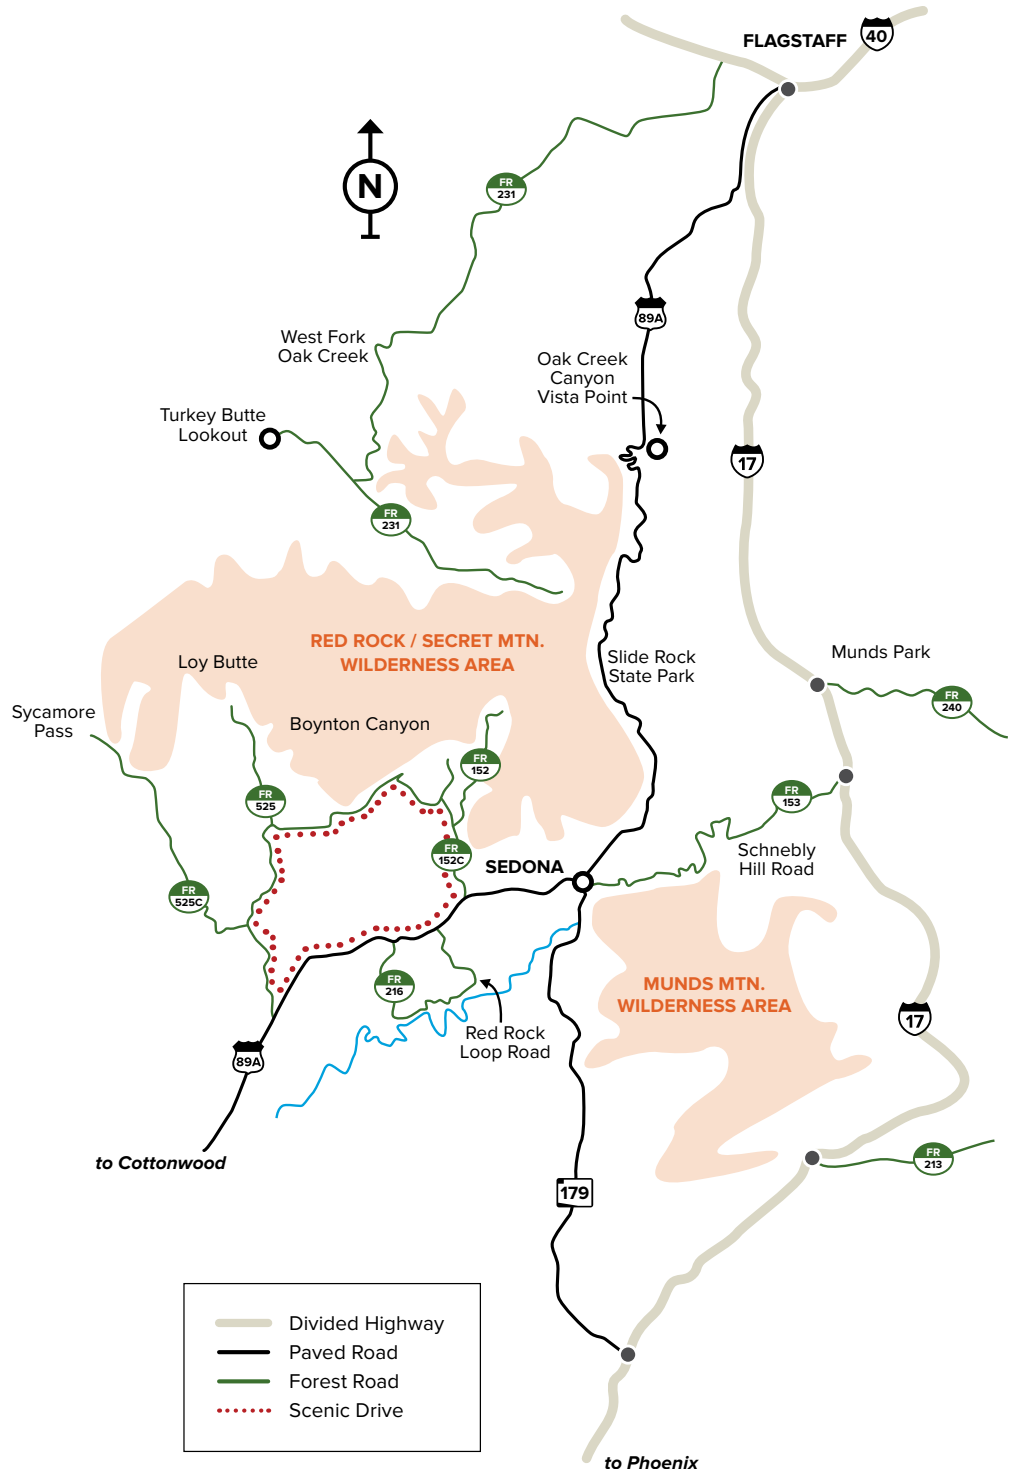 FLAGSTAFF
40
N
FR
231
89A
West Fork
Oak Creek
Oak Creek
Canyon
Vista Point
Turkey Butte
Lookout
17
FR
231
RED ROCK / SECRET MTN.
WILDERNESS AREA
Loy Butte
Slide Rock
State Park
Munds Park
FR
240
Sycamore
Pass
Boynton Canyon
FR
152
FR
525
FR
153
Schnebly
Hill Road
FR
152C
SEDONA
FR
525C
MUNDS MTN.
WILDERNESS AREA
FR
216
17
Red Rock
Loop Road
89A
to Cottonwood
FR
213
179
Divided Highway
Paved Road
Forest Road
Scenic Drive
to Phoenix